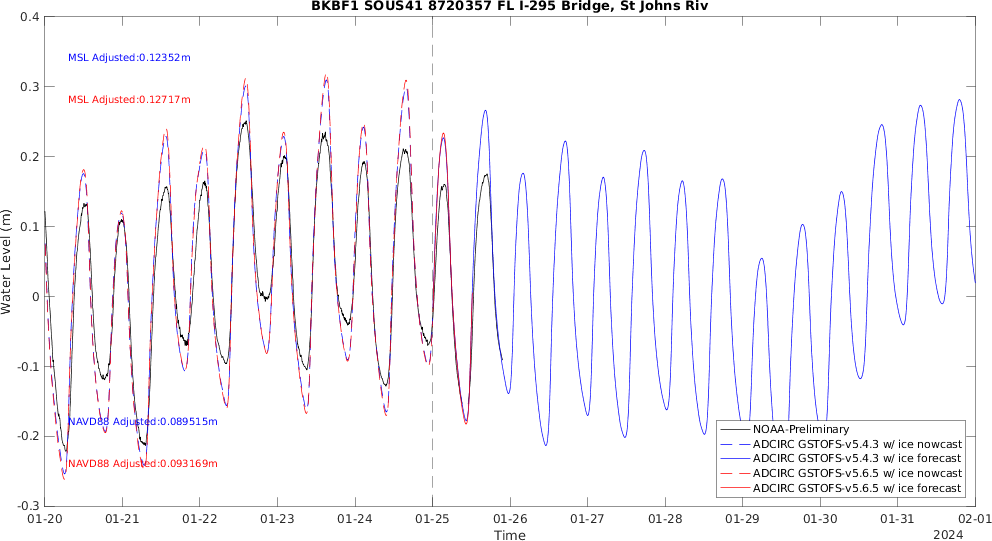 BKBF1 SOUS41 8720357 FL I-295 Bridge, St Johns Riv
0.4
0.3
0.2
0.1
0
-0.1
-0.2
-0.3
Water Level (m)
MSL Adjusted:0.12352m
MSL Adjusted:0.12717m
NAVD88 Adjusted:0.089515m
NAVD88 Adjusted:0.093169m
NOAA-Preliminary
ADCIRC GSTOFS-v5.4.3 w/ ice nowcast
ADCIRC GSTOFS-v5.4.3 w/ ice forecast
ADCIRC GSTOFS-v5.6.5 w/ ice nowcast
ADCIRC GSTOFS-v5.6.5 w/ ice forecast
01-20 01-21 01-22 01-23 01-24 01-25 01-26 01-27 01-28 01-29 01-30 01-31 02-01
Time
2024